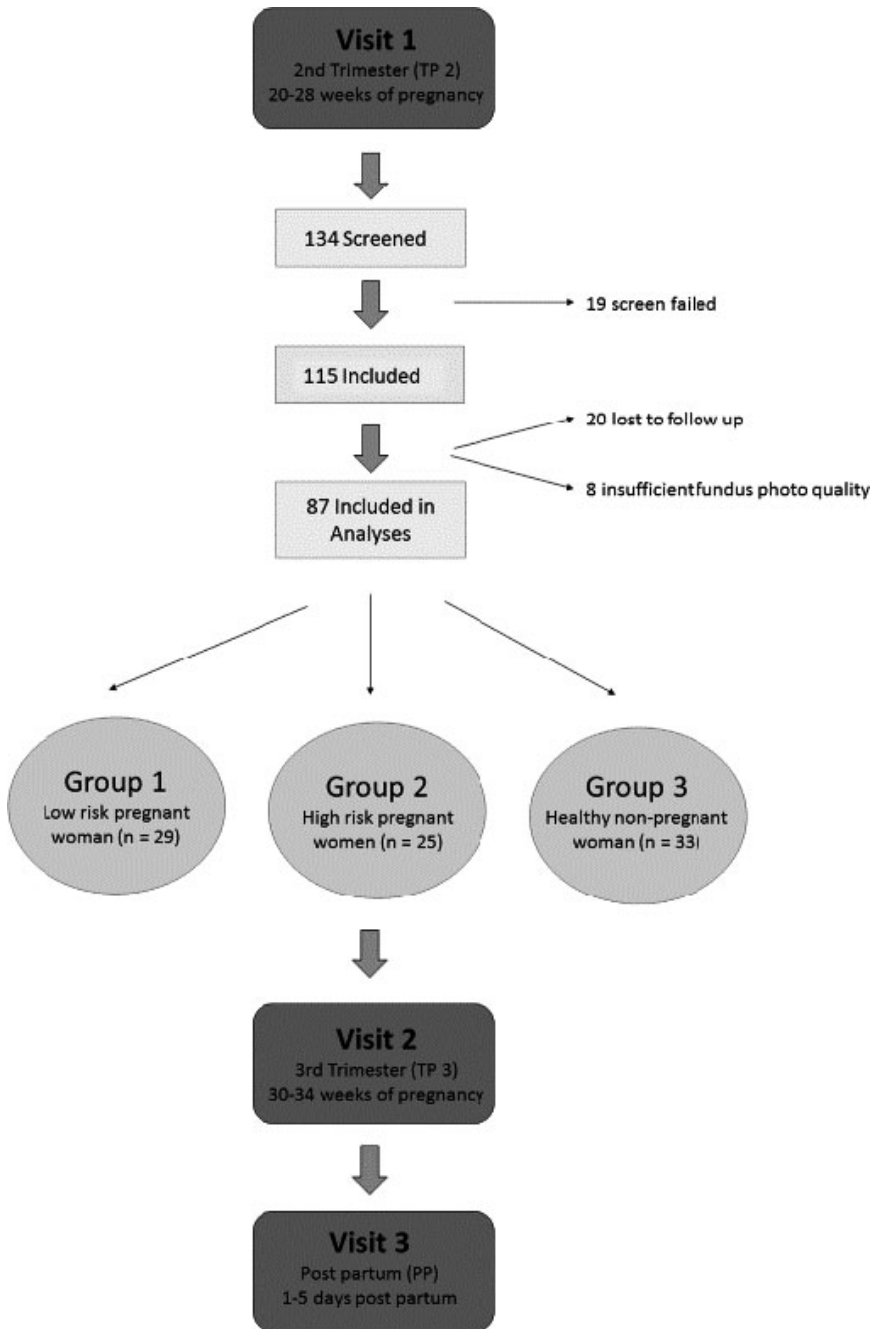 Visit 1
2nd Trimester (TP 2)
20-28 weeks of pregnancy
134 Screened
19 screen failed
115 Included
20 lost to follow up
8 insufficient fundus photo quality
87 Included in
Analyses
Group 1
Low risk pregnant
woman (n = 29)
Group 2
High risk pregnant
women (n = 25)
Group 3
Healthy non-pregnant
woman (n = 33)
Visit 2
3rd Trimester (TP 3)
30-34 weeks of pregnancy
Visit 3
Post partum (PP)
1-5 days post partum